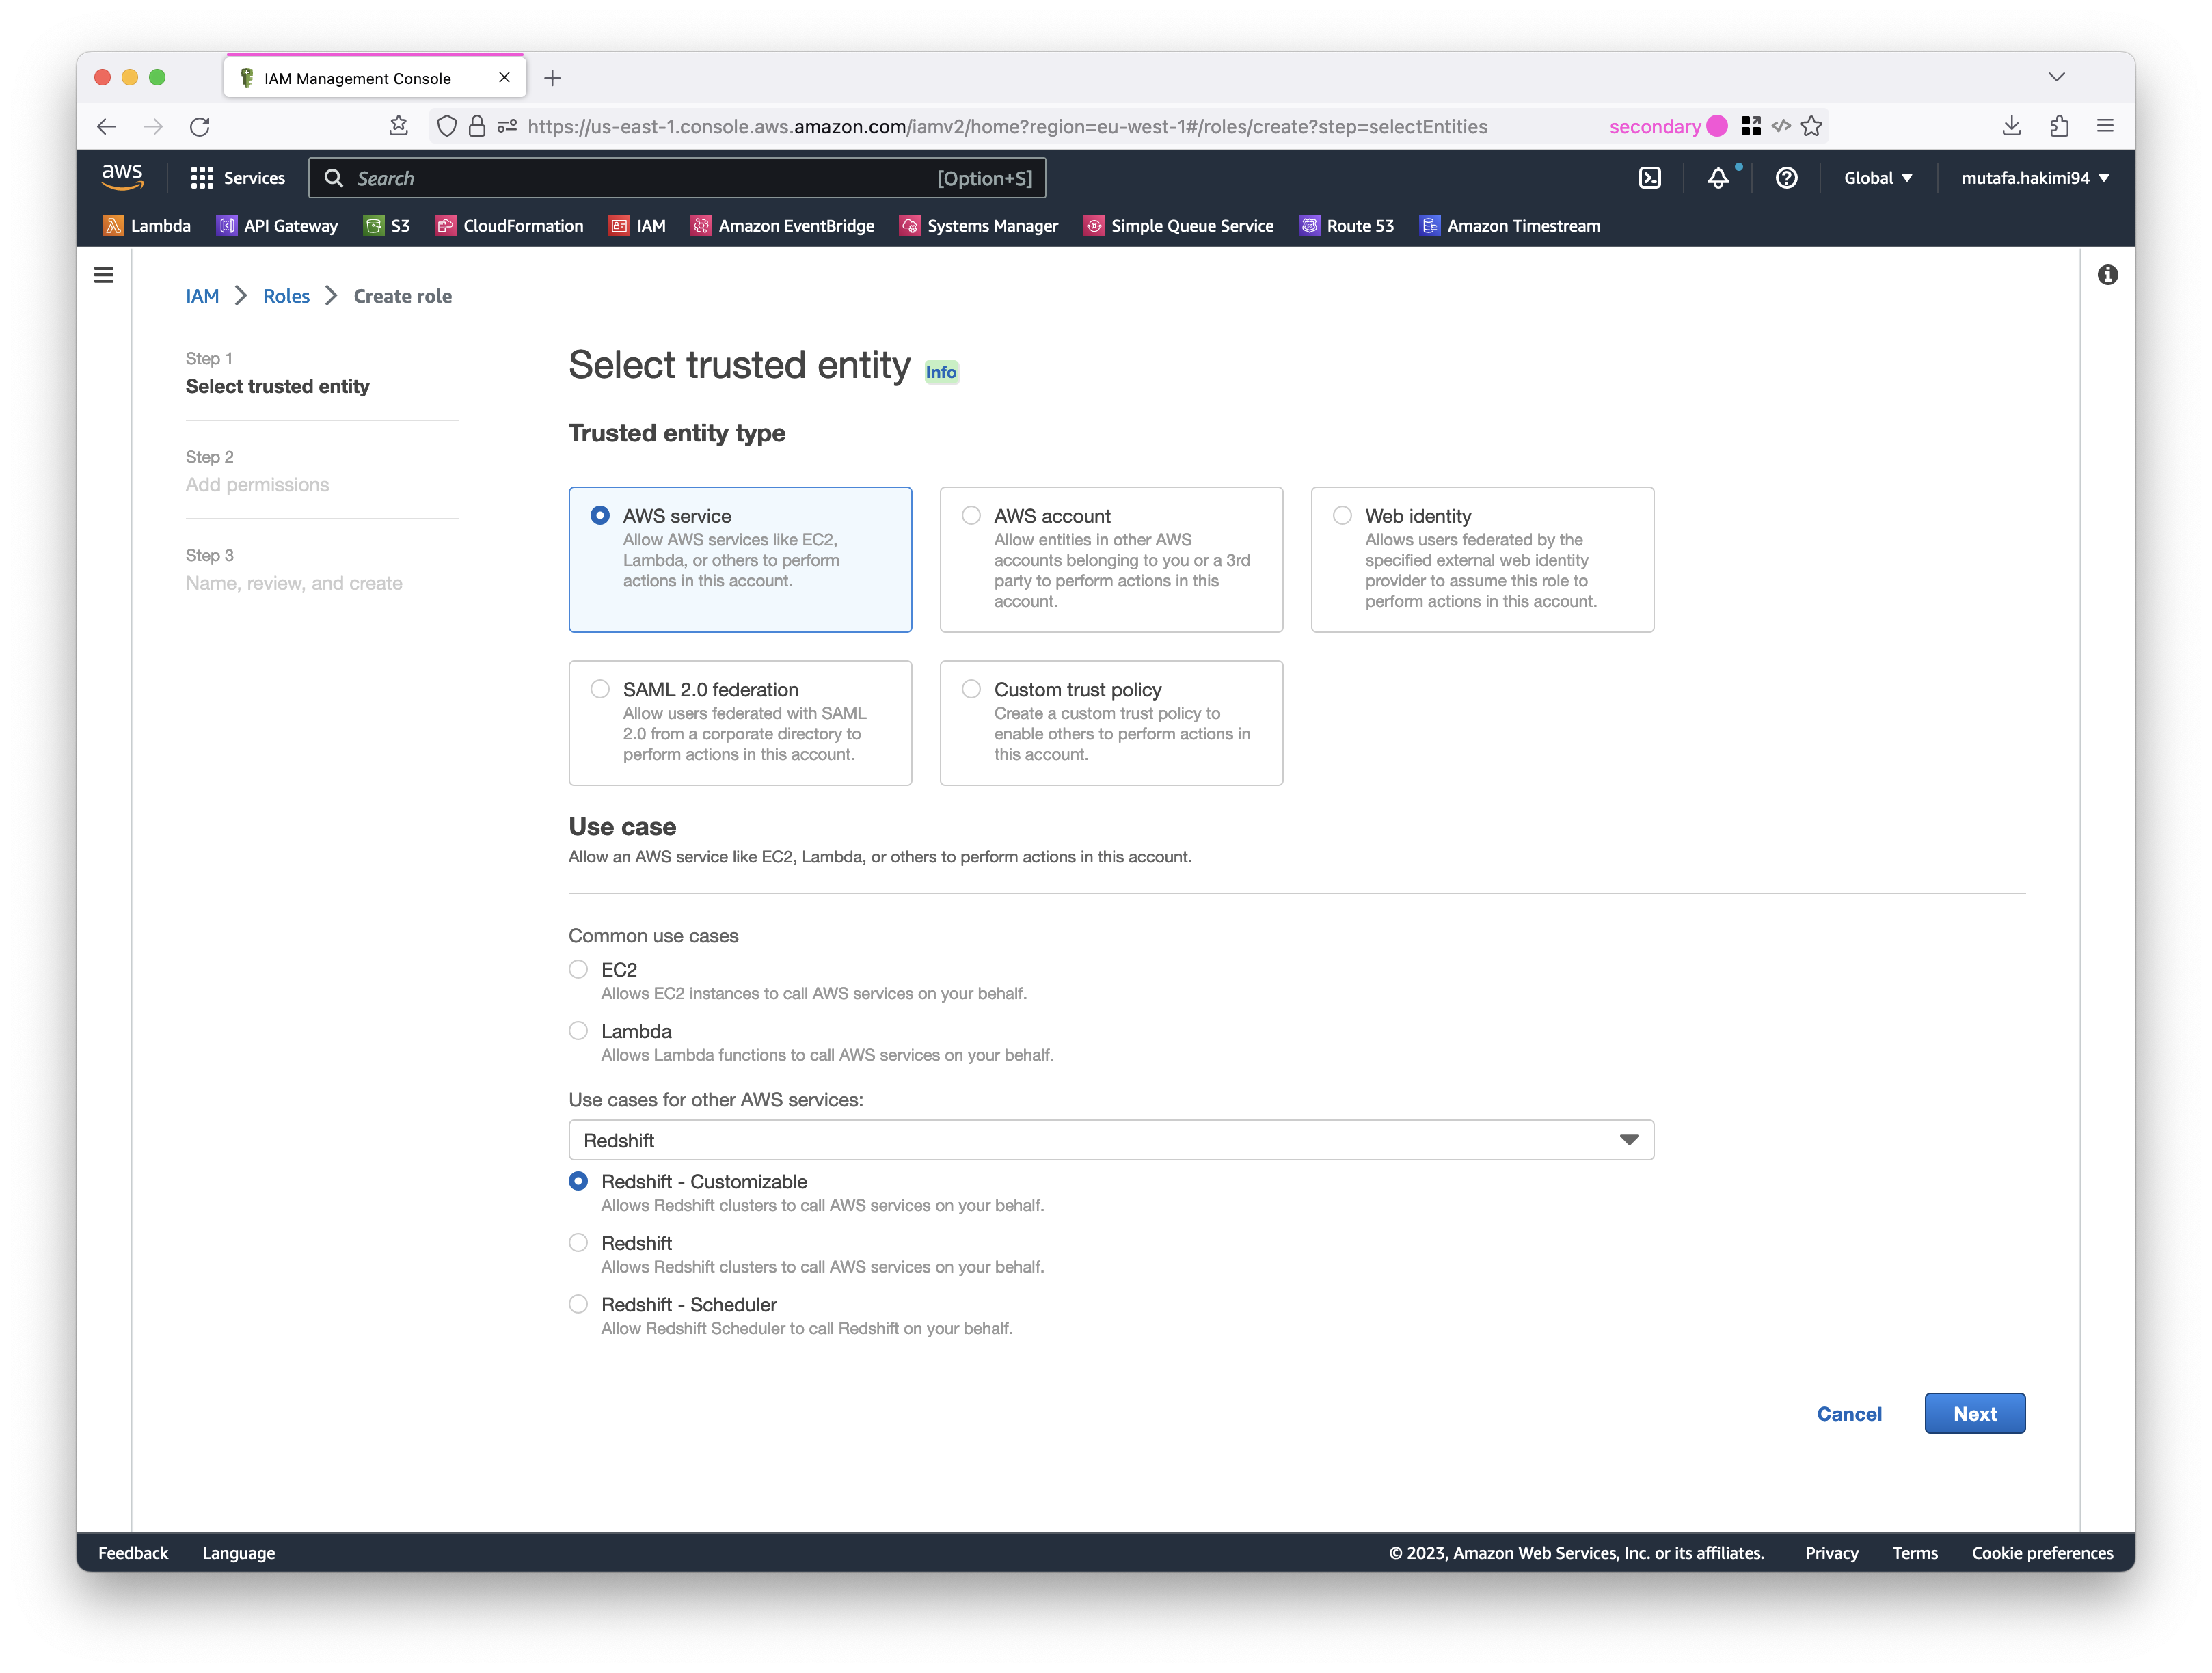 IAM Management Console
https://us-east-1.console.aws.amazon.com/iamv2/home?region=eu-west-1#/roles/create?step=selectEntities
secondary
aws
Services
Search
[Option+S]
Global
mutafa.hakimi94
Lambda
API Gateway
S3
CloudFormation
IAM
Amazon EventBridge
Systems Manager
Simple Queue Service
Route 53
Amazon Timestream
IAM
Roles
Create role
Step 1
Select trusted entity
Step 2
Add permissions
Step 3
Name, review, and create
Select trusted entity Info
Trusted entity type
AWS service
Allow AWS services like EC2,
Lambda, or others to perform
actions in this account.
AWS account
Allow entities in other AWS
accounts belonging to you or a 3rd
party to perform actions in this
account.
Web identity
Allows users federated by the
specified external web identity
provider to assume this role to
perform actions in this account.
SAML 2.0 federation
Allow users federated with SAML
2.0 from a corporate directory to
perform actions in this account.
Custom trust policy
Create a custom trust policy to
enable others to perform actions in
this account.
Use case
Allow an AWS service like EC2, Lambda, or others to perform actions in this account.
Common use cases
EC2
Allows EC2 instances to call AWS services on your behalf.
Lambda
Allows Lambda functions to call AWS services on your behalf.
Use cases for other AWS services:
Redshift
Redshift - Customizable
Allows Redshift clusters to call AWS services on your behalf.
Redshift
Allows Redshift clusters to call AWS services on your behalf.
Redshift - Scheduler
Allow Redshift Scheduler to call Redshift on your behalf.
Cancel
Next
Feedback
Language
© 2023, Amazon Web Services, Inc. or its affiliates.
Privacy
Terms
Cookie preferences